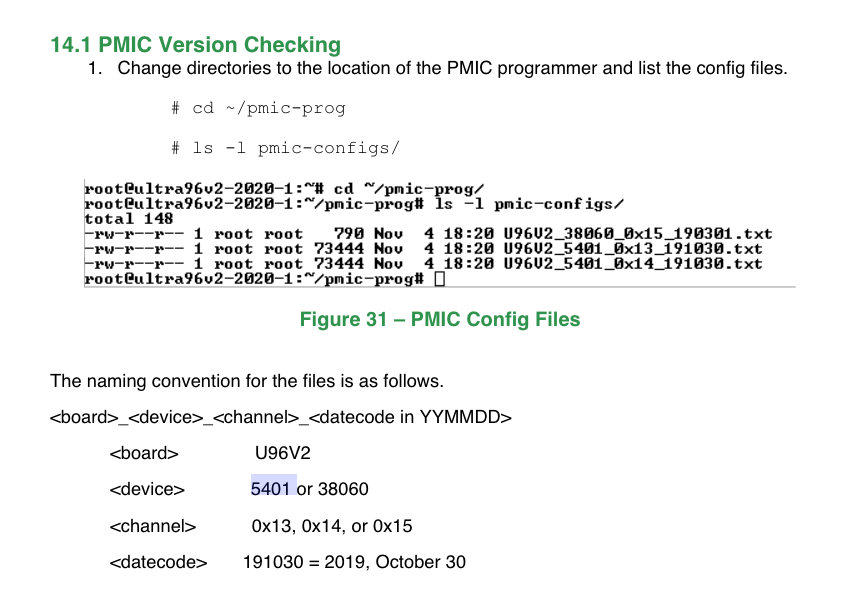 14.1 PMIC Version Checking
1. Change directories to the location of the PMIC programmer and list the config files.
# cd ~/pmic-prog
# ls -l pmic-configs/
root@ultra96v2-2020-1:~# cd ~/pmic-prog/
root@ultra96v2-2020-1:~/pmic-prog# ls -l pmic-configs/
total 148
-rw-r--r-- 1 root root   790 Nov  4 18:20 U96V2_38060_0x15_190301.txt
-rw-r--r-- 1 root root 73444 Nov  4 18:20 U96V2_5401_0x13_191030.txt
-rw-r--r-- 1 root root 73444 Nov  4 18:20 U96V2_5401_0x14_191030.txt
root@ultra96v2-2020-1:~/pmic-prog#
Figure 31 – PMIC Config Files
The naming convention for the files is as follows.
<board>_<device>_<channel>_<datecode in YYMMDD>
<board> U96V2
<device> 5401 or 38060
<channel> 0x13, 0x14, or 0x15
<datecode> 191030 = 2019, October 30